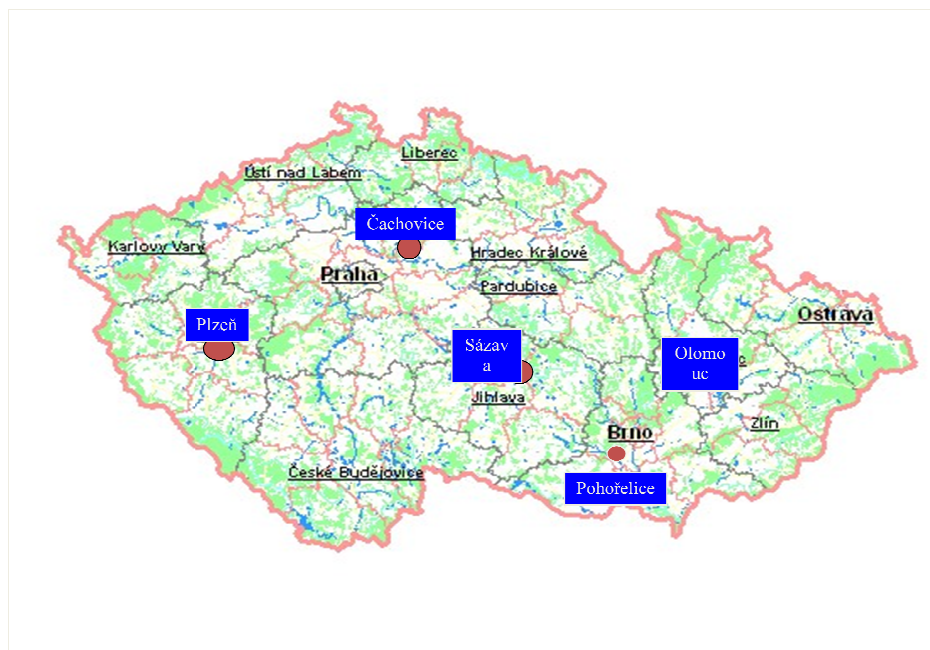 Liberec
Ústí nad Labem
Čachovice
Karlovy Vary
Hradec Králové
Praha
Pardubice
Ostrava
Plzeň
Sázav
a
Olomo
uc
c
Jihlava
Zlín
Brno
České Budějovice
Pohořelice